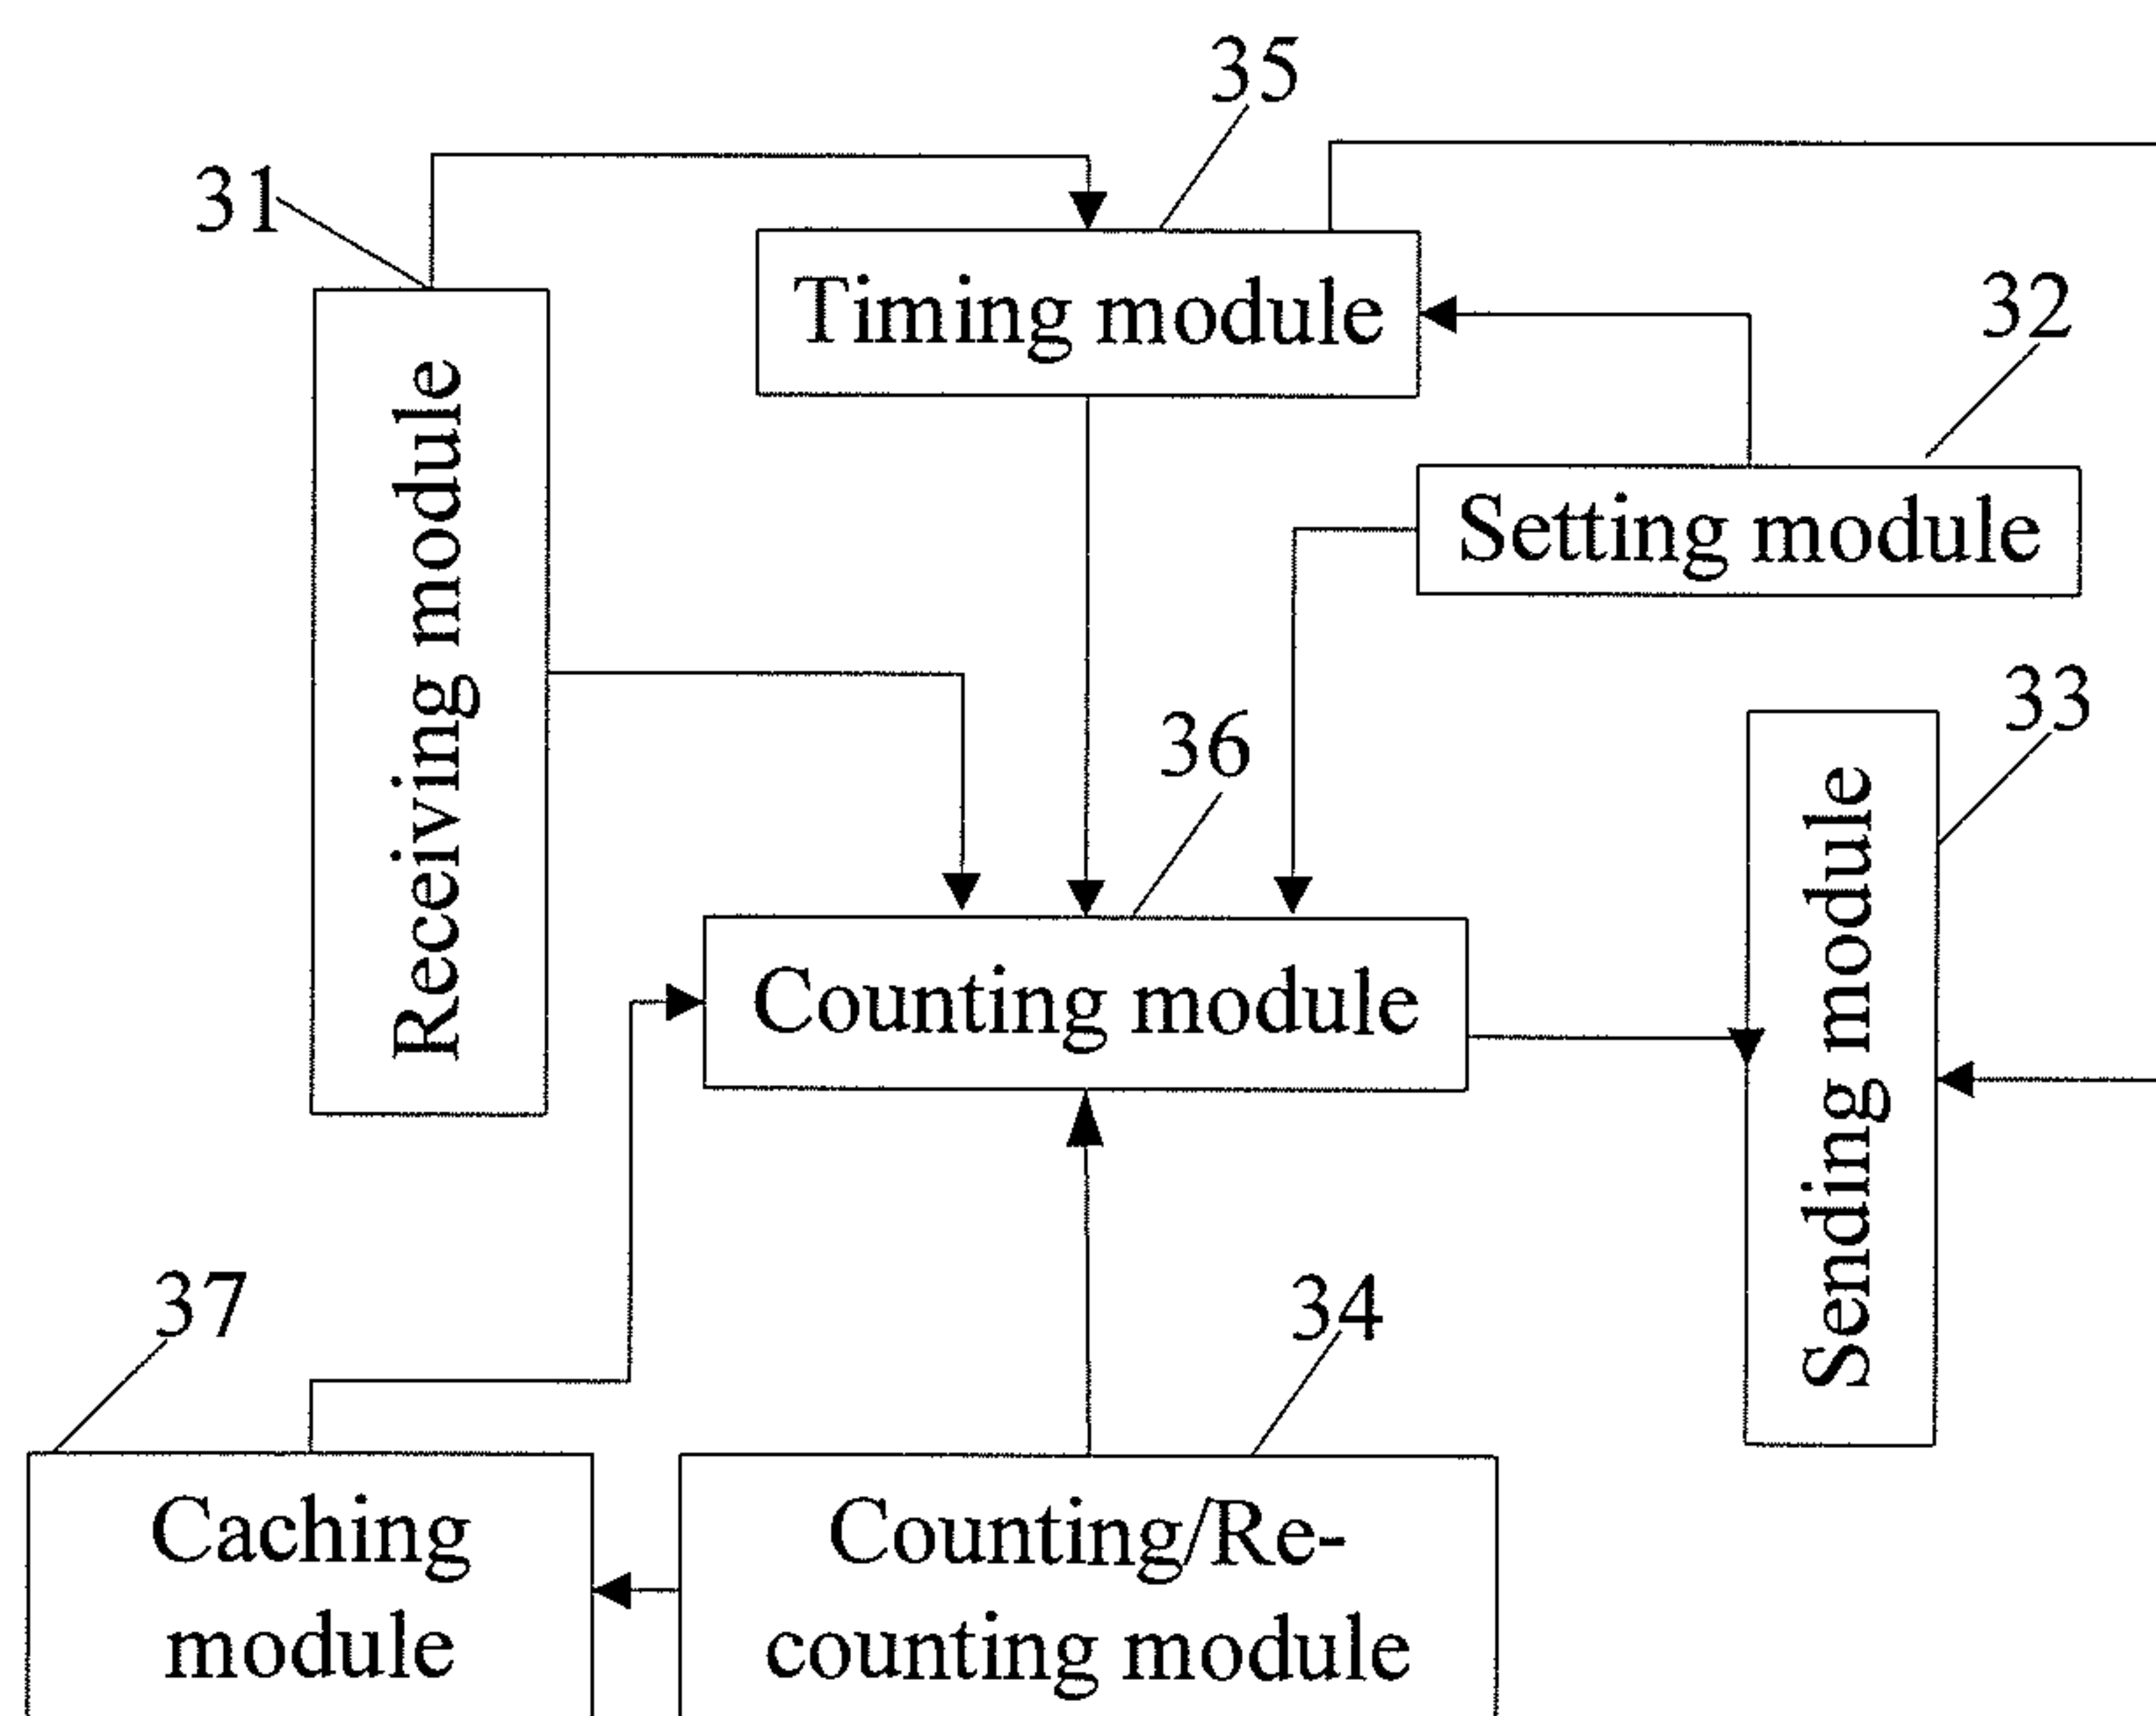 35
31
Timing module
32
Receiving module
Setting module
33
36
Sending module
Counting module
37
34
Caching
module
Counting/Re-
counting module